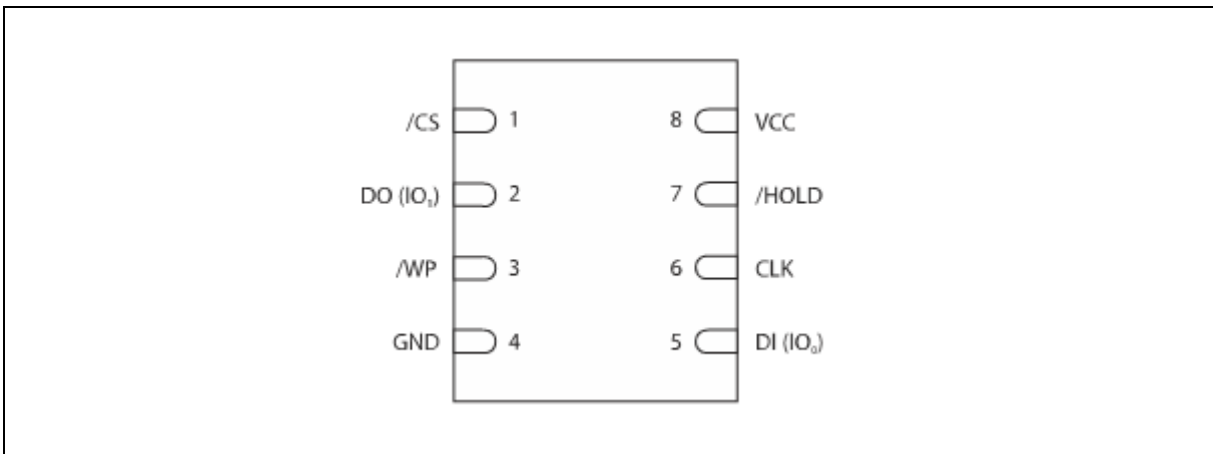 /CS 1 8 VCC
DO (IO₁) 2 7 /HOLD
/WP 3 6 CLK
GND 4 5 DI (IO₀)